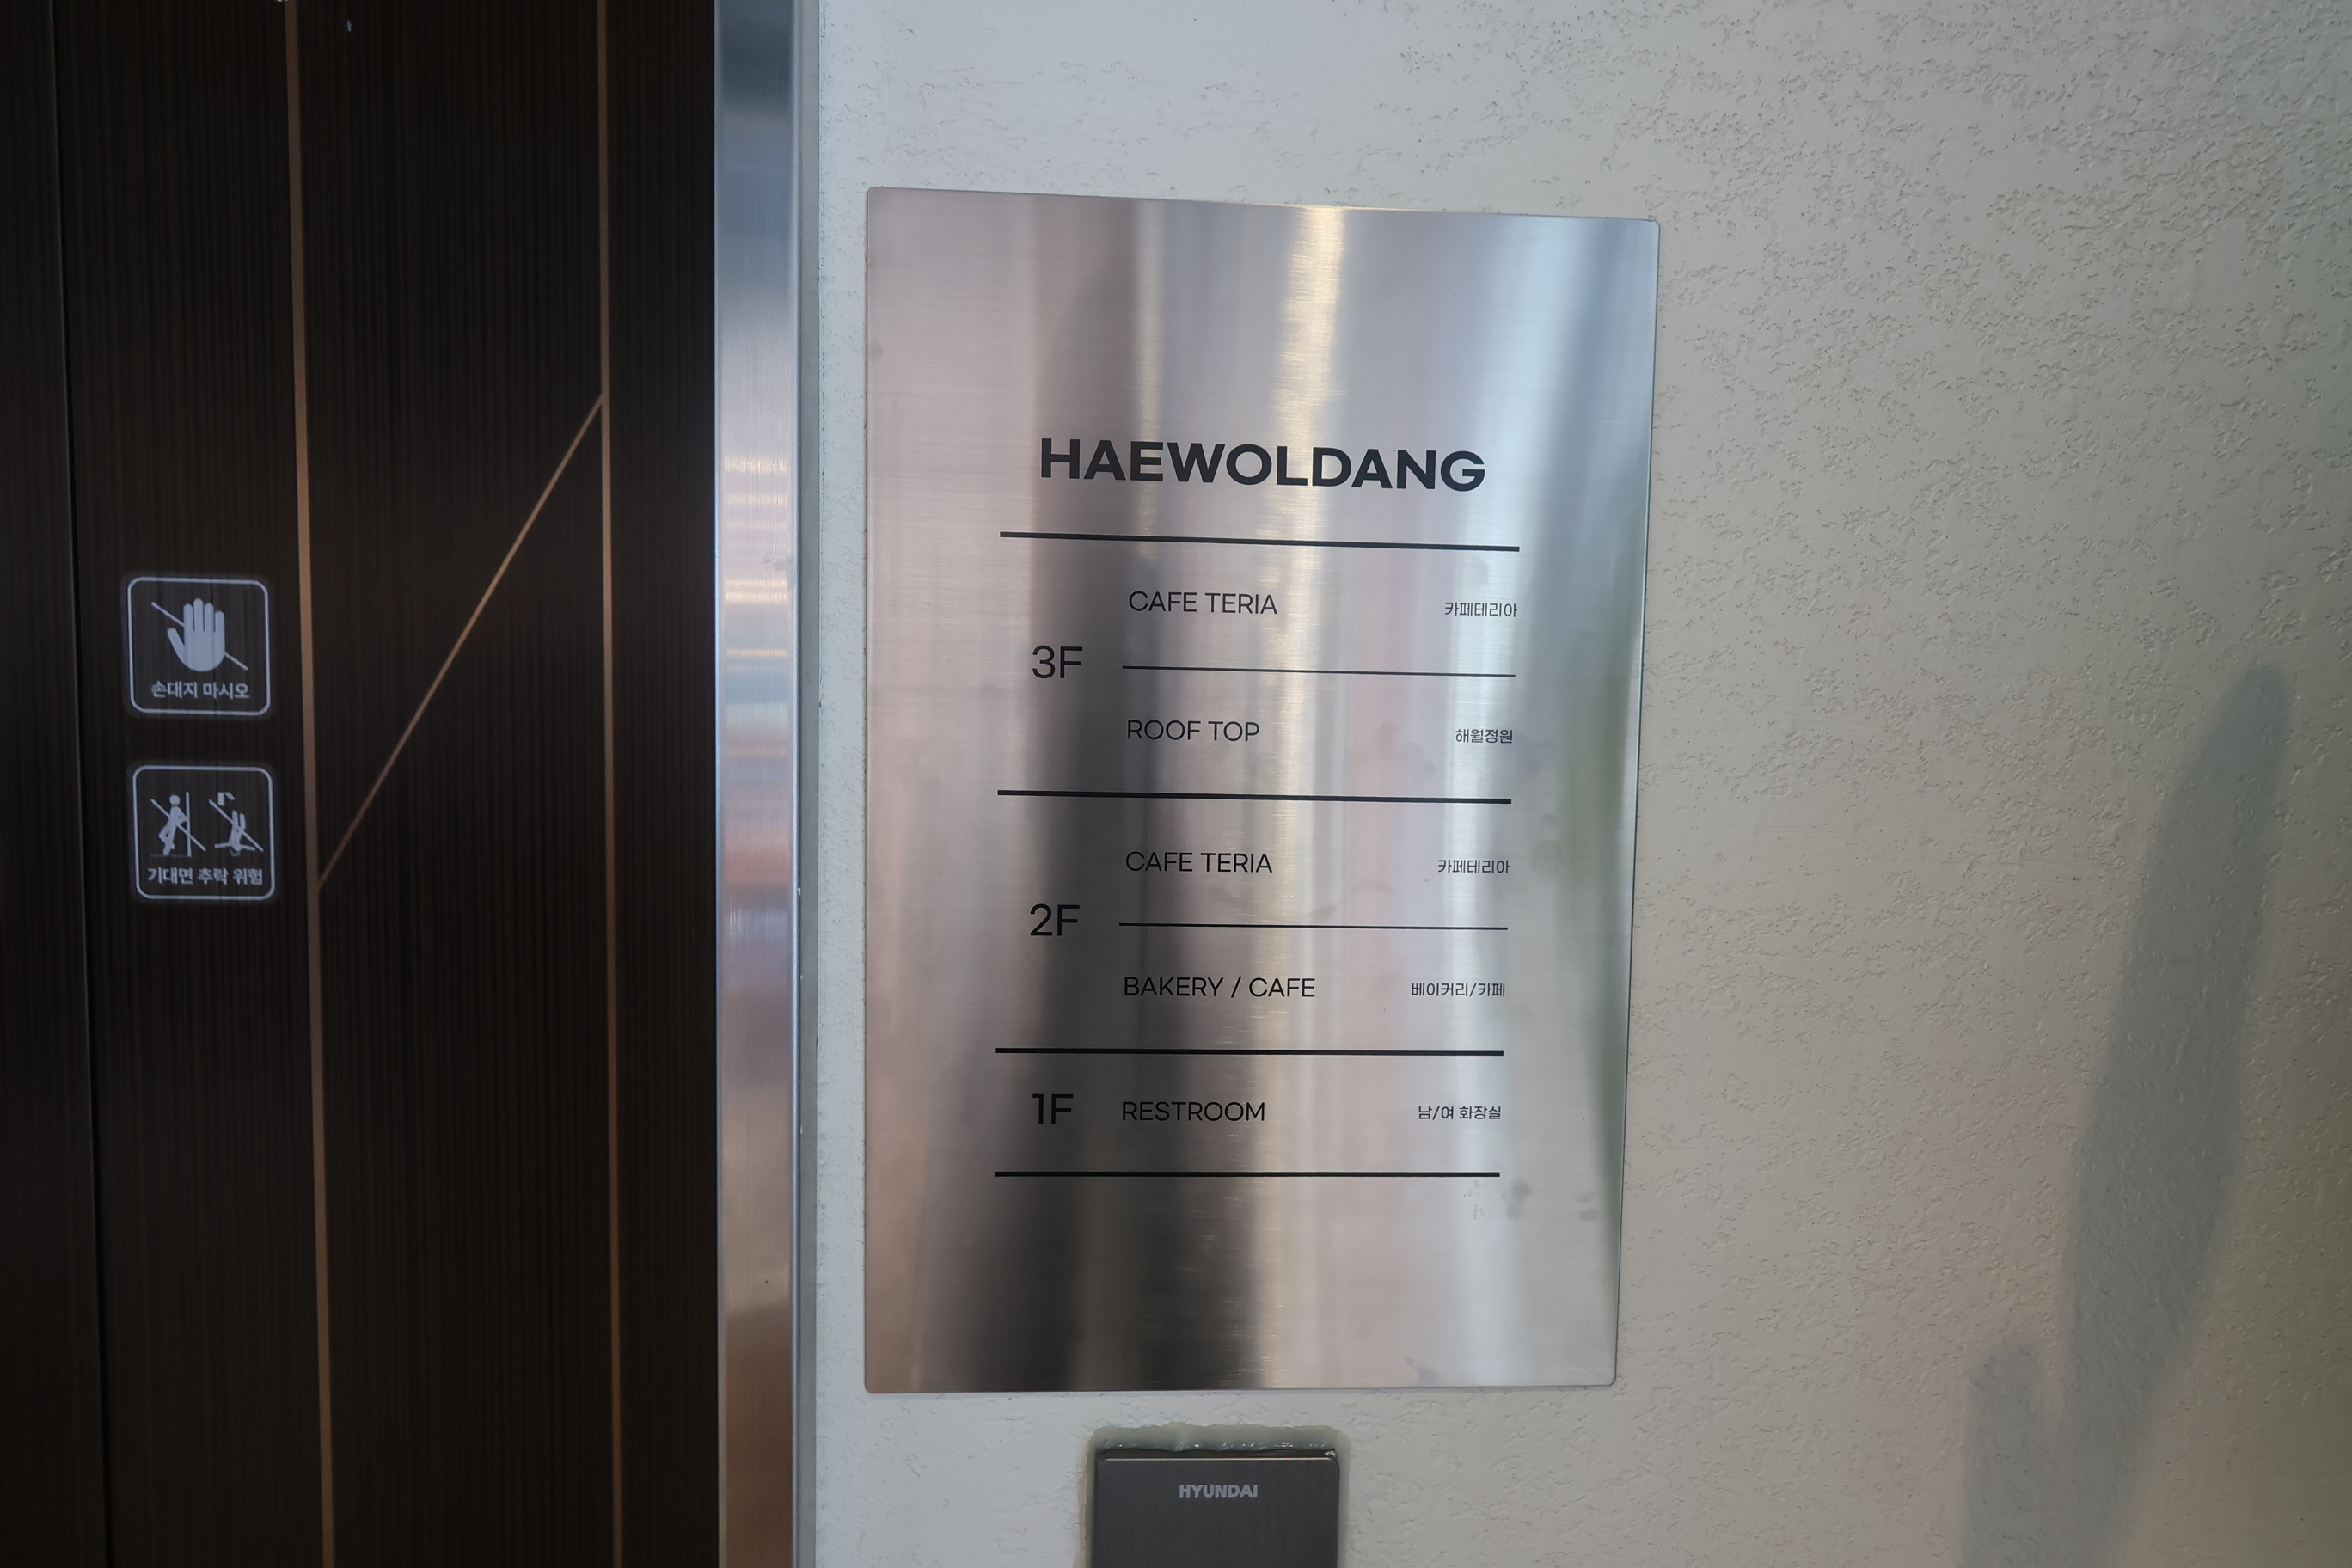 손대지 마시오
기대면 추락 위험
HAEWOLDANG
3F
CAFE TERIA 카페테리아
ROOF TOP 해월정원
2F
CAFE TERIA 카페테리아
BAKERY / CAFE 베이커리/카페
1F RESTROOM 남/여 화장실
HYUNDAI